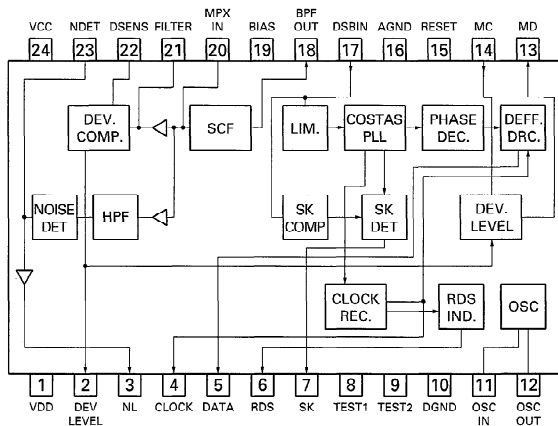 VCC NDET DSENS FILTER MPX IN BIAS BPF OUT DSBIN AGND RESET MC MD
24 23 22 21 20 19 18 17 16 15 14 13
DEV. COMP.
SCF
LIM.
COSTAS PLL
PHASE DEC.
DEFF. DRC.
NOISE DET
HPF
SK COMP
SK DET
DEV. LEVEL
CLOCK REC.
RDS IND.
OSC
1 2 3 4 5 6 7 8 9 10 11 12
VDD DEV LEVEL NL CLOCK DATA RDS SK TEST1 TEST2 DGND OSC IN OSC OUT